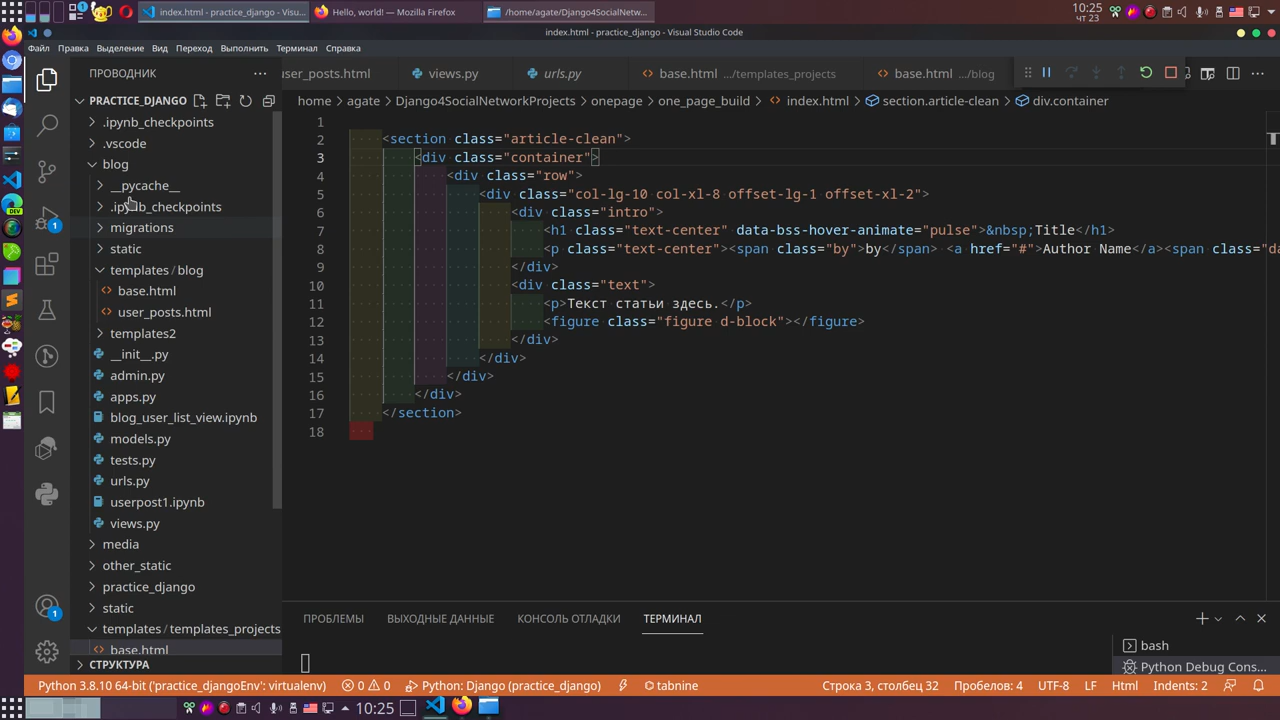 index.html - practice_django - Visu...
Hello, world! — Mozilla Firefox
/home/agate/Django4SocialNetw...
10:25
чт 23
index.html - practice_django - Visual Studio Code
Файл Правка Выделение Вид Переход Выполнить Терминал Справка
ПРОВОДНИК
user_posts.html views.py urls.py base.html .../templates_projects base.html .../blog
PRACTICE_DJANGO
home agate Django4SocialNetworkProjects onepage one_page_build index.html section.article-clean div.container
.ipynb_checkpoints
.vscode
blog
__pycache__
.ipynb_checkpoints
migrations
static
templates / blog
base.html
user_posts.html
templates2
__init__.py
admin.py
apps.py
blog_user_list_view.ipynb
models.py
tests.py
urls.py
userpost1.ipynb
views.py
media
other_static
practice_django
static
templates / templates_projects
base.html
СТРУКТУРА
1
2 <section class="article-clean">
3 <div class="container">
4 <div class="row">
5 <div class="col-lg-10 col-xl-8 offset-lg-1 offset-xl-2">
6 <div class="intro">
7 <h1 class="text-center" data-bss-hover-animate="pulse">&nbsp;Title</h1>
8 <p class="text-center"><span class="by">by</span> <a href="#">Author Name</a><span class="da
9 </div>
10 <div class="text">
11 <p>Текст статьи здесь.</p>
12 <figure class="figure d-block"></figure>
13 </div>
14 </div>
15 </div>
16 </div>
17 </section>
18
ПРОБЛЕМЫ ВЫХОДНЫЕ ДАННЫЕ КОНСОЛЬ ОТЛАДКИ ТЕРМИНАЛ
bash
Python Debug Cons...
Python 3.8.10 64-bit ('practice_djangoEnv': virtualenv) 0 0 Python: Django (practice_django) tabnine Строка 3, столбец 32 Пробелов: 4 UTF-8 LF Html Indents: 2
10:25